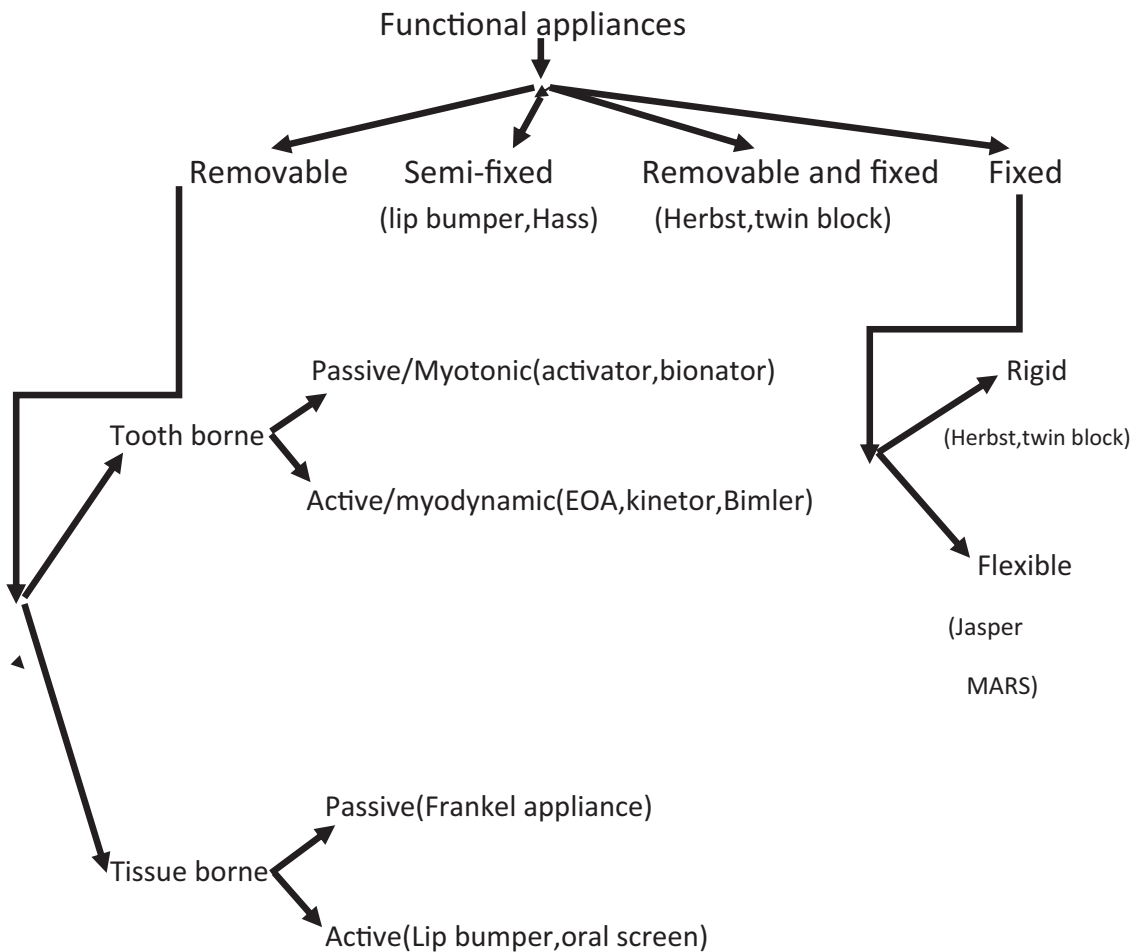 Functional appliances
Removable
Semi-fixed
Removable and fixed
Fixed
(lip bumper,Hass)
(Herbst,twin block)
Passive/Myotonic(activator,bionator)
Rigid
Tooth borne
(Herbst,twin block)
Active/myodynamic(EOA,kinetor,Bimler)
Flexible
(Jasper
MARS)
Passive(Frankel appliance)
Tissue borne
Active(Lip bumper,oral screen)